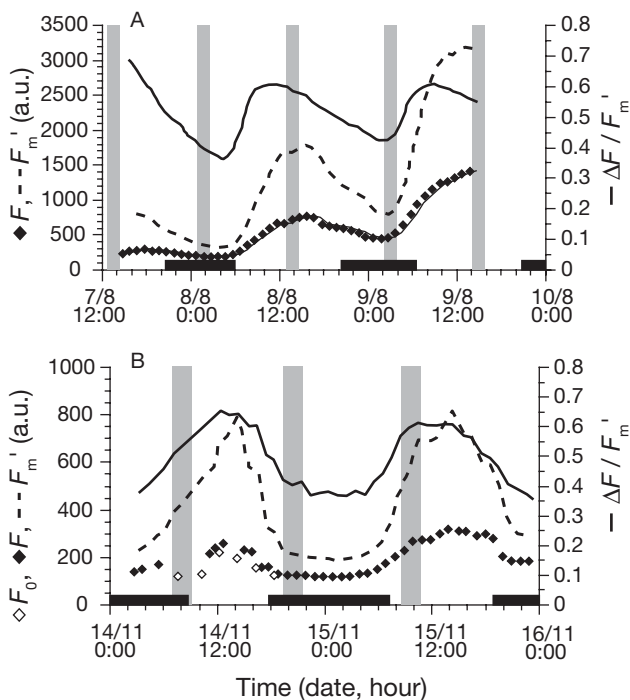 A
3500
3000
2500
2000
1500
1000
500
0
◆ F, -- Fm' (a.u.)
0.8
0.7
0.6
0.5
0.4
0.3
0.2
0.1
0
— ΔF / Fm'
7/8 8/8 8/8 9/8 9/8 10/8
12:00 0:00 12:00 0:00 12:00 0:00
B
1000
800
600
400
200
0
◇ F0, ◆ F, -- Fm' (a.u.)
0.8
0.7
0.6
0.5
0.4
0.3
0.2
0.1
0
— ΔF / Fm'
14/11 14/11 15/11 15/11 16/11
0:00 12:00 0:00 12:00 0:00
Time (date, hour)